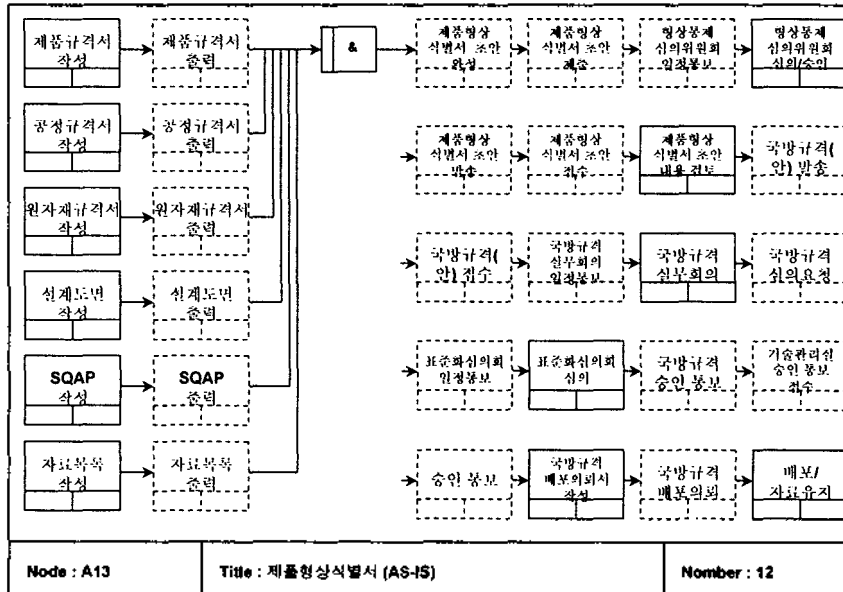 제품규격서
작성
제품규격서
출력
&
제품형상
식별서 초안
완성
제품형상
식별서 초안
제출
형상통제
심의위원회
일정통보
형상통제
심의위원회
심의/승인
공정규격서
작성
공정규격서
출력
제품형상
식별서 초안
발송
제품형상
식별서 초안
접수
제품형상
식별서 초안
내용 검토
국방규격(
안) 발송
원자재규격서
작성
원자재규격서
출력
국방규격(
안) 접수
국방규격
실무회의
일정통보
국방규격
실무회의
국방규격
심의요청
설계도면
작성
설계도면
출력
SQAP
작성
SQAP
출력
표준화심의회
일정통보
표준화심의회
심의
국방규격
승인 통보
기술관리실
승인 통보
접수
자료목록
작성
자료목록
출력
승인 통보
국방규격
배포의뢰서
작성
국방규격
배포의뢰
배포/
자료유지
Node : A13
Title : 제품형상식별서 (AS-IS)
Nomber : 12